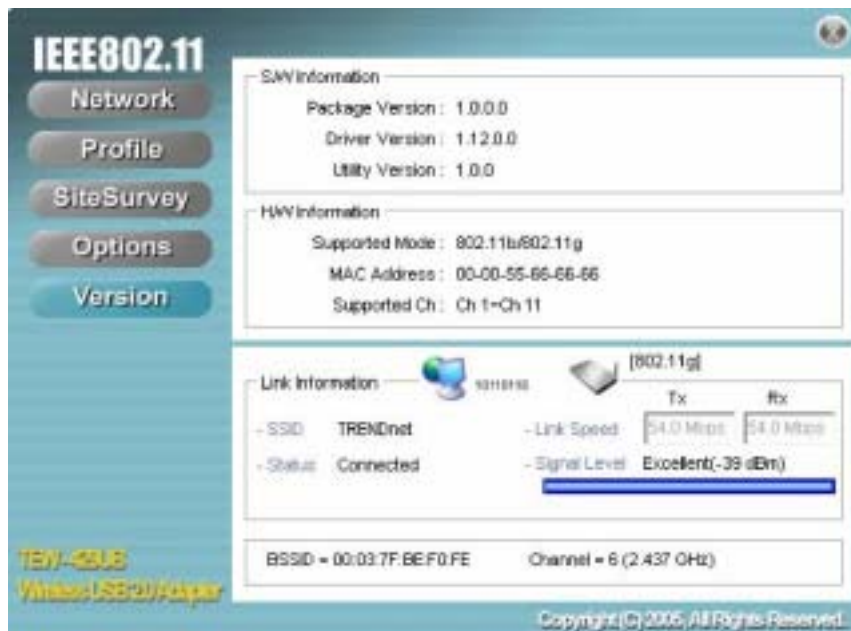 IEEE802.11
Network
Profile
SiteSurvey
Options
Version
S/W Information
Package Version : 1.0.0.0
Driver Version : 1.12.0.0
Utility Version : 1.0.0
H/W Information
Supported Mode : 802.11b/802.11g
MAC Address : 00-00-55-66-66-66
Supported Ch : Ch 1~Ch 11
Link Information
10110110
[802.11g]
Tx Rx
- SSID TRENDnet
- Link Speed 54.0 Mbps 54.0 Mbps
- Status Connected
- Signal Level Excellent(-39 dBm)
BSSID = 00:03:7F:BE:F0:FE Channel = 6 (2.437 GHz)
Wireless USB 2.0 Adapter
Copyright (C) 2005, All Rights Reserved.